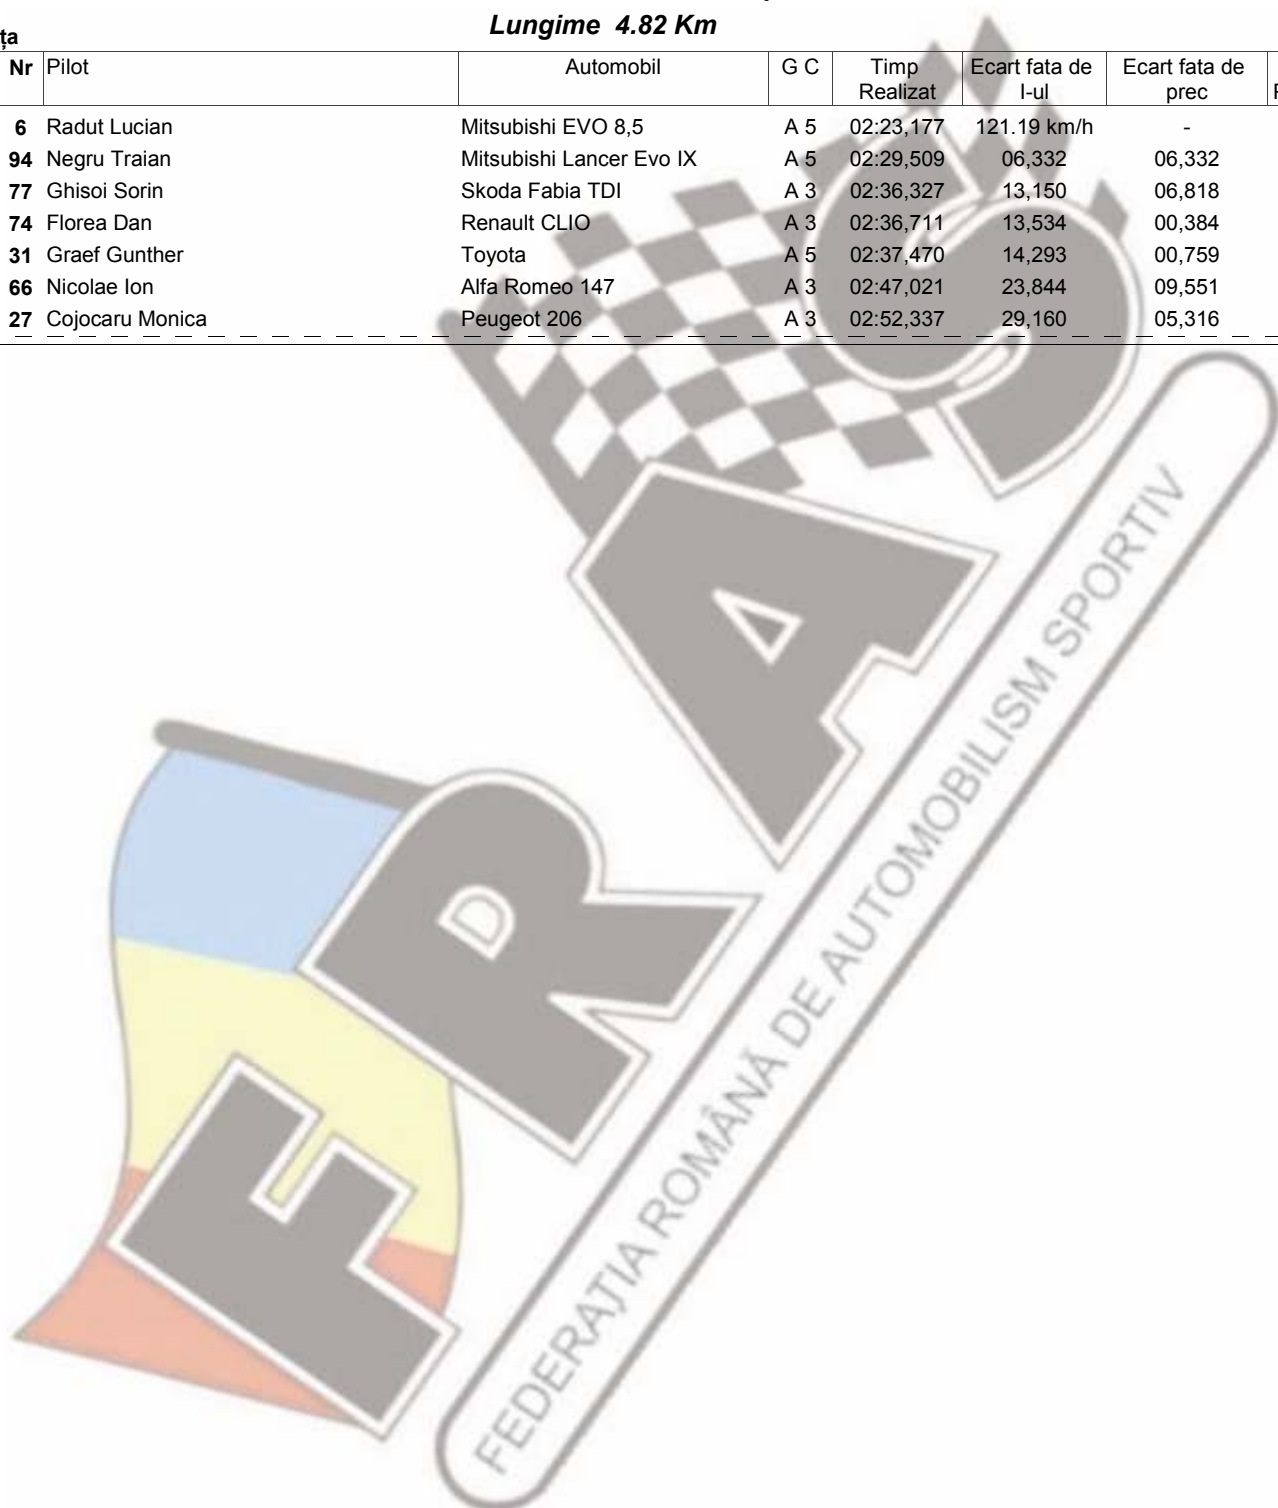 Lungime 4.82 Km
ța
Nr Pilot Automobil G C Timp Realizat Ecart fata de I-ul Ecart fata de prec
6 Radut Lucian Mitsubishi EVO 8,5 A 5 02:23,177 121.19 km/h -
94 Negru Traian Mitsubishi Lancer Evo IX A 5 02:29,509 06,332 06,332
77 Ghisoi Sorin Skoda Fabia TDI A 3 02:36,327 13,150 06,818
74 Florea Dan Renault CLIO A 3 02:36,711 13,534 00,384
31 Graef Gunther Toyota A 5 02:37,470 14,293 00,759
66 Nicolae Ion Alfa Romeo 147 A 3 02:47,021 23,844 09,551
27 Cojocaru Monica Peugeot 206 A 3 02:52,337 29,160 05,316
FRAS
FEDERAȚIA ROMÂNĂ DE AUTOMOBILISM SPORTIV